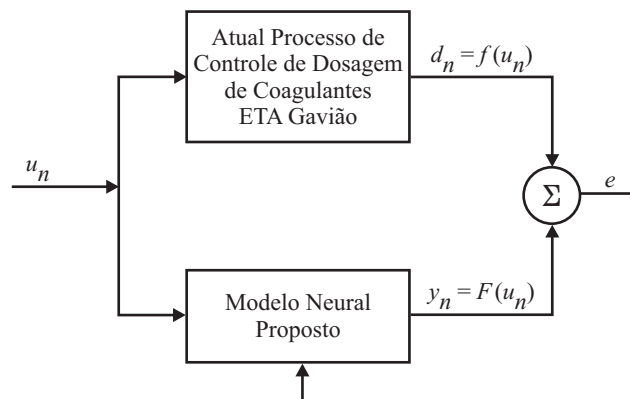 Atual Processo de
Controle de Dosagem
de Coagulantes
ETA Gavião
d_n = f(u_n)
u_n
Σ
e
Modelo Neural
Proposto
y_n = F(u_n)